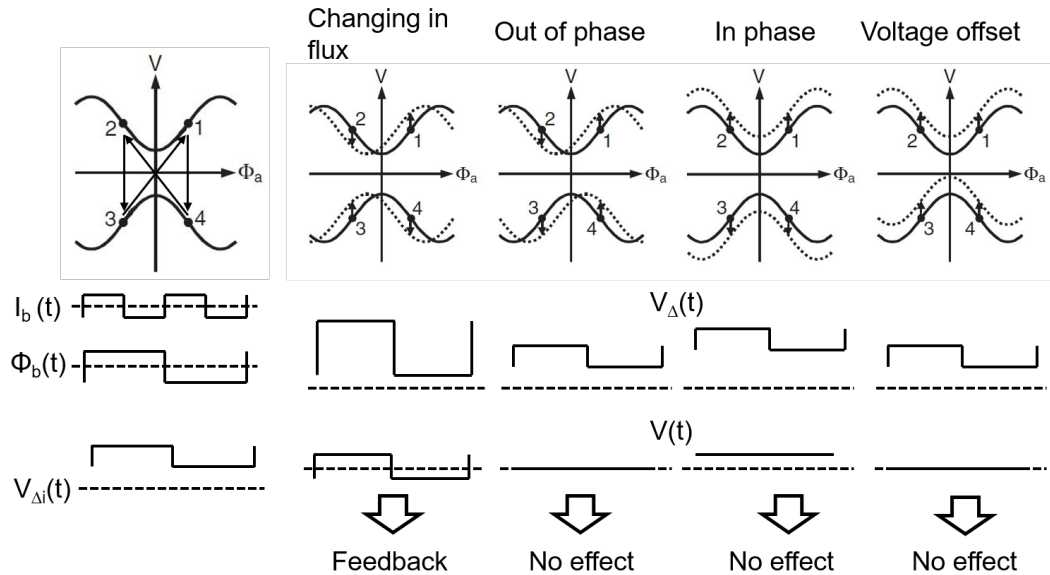 Changing in
flux
Out of phase
In phase
Voltage offset
V
2
1
Φa
3
4
V
2
1
Φa
3
4
V
2
1
Φa
3
4
V
2
1
Φa
3
4
V
2
1
Φa
3
4
Ib (t)
Φb(t)
VΔi(t)
VΔ(t)
V(t)
Feedback
No effect
No effect
No effect